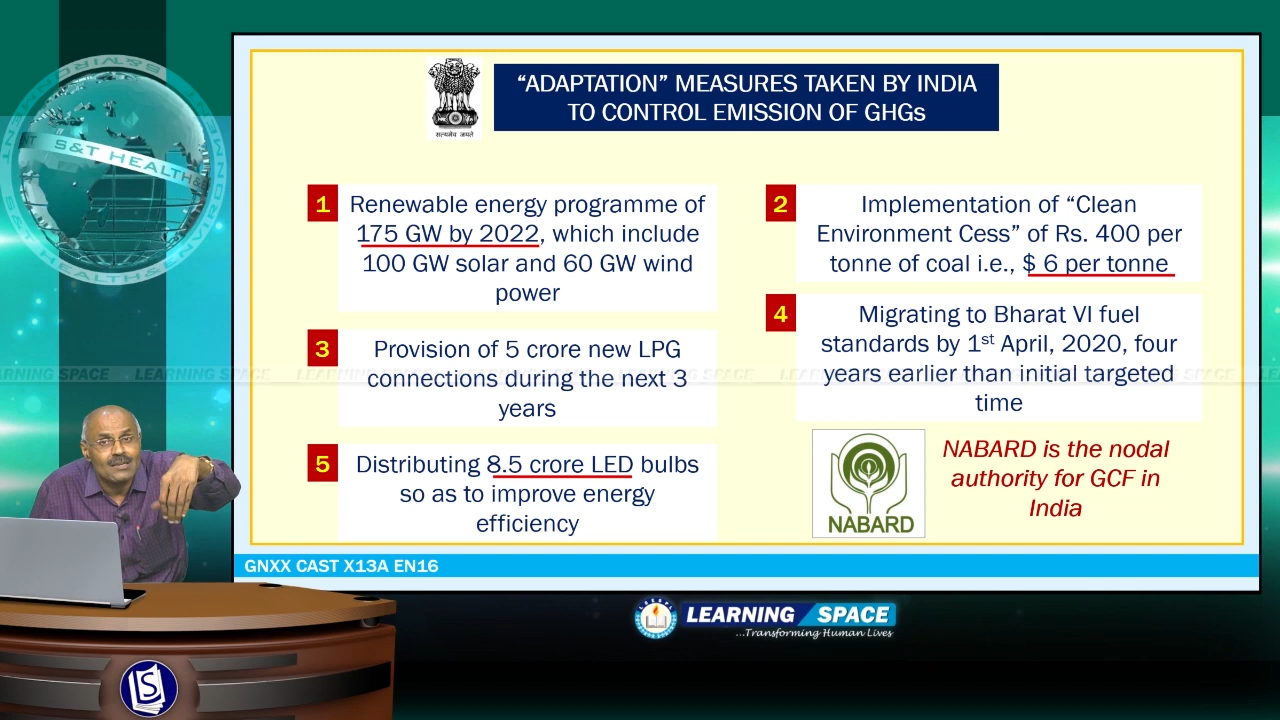 “ADAPTATION” MEASURES TAKEN BY INDIA
TO CONTROL EMISSION OF GHGs
सत्यमेव जयते
S&T HEALTH &
1
Renewable energy programme of
175 GW by 2022, which include
100 GW solar and 60 GW wind
power
2
Implementation of “Clean
Environment Cess” of Rs. 400 per
tonne of coal i.e., $ 6 per tonne
3
Provision of 5 crore new LPG
connections during the next 3
years
4
Migrating to Bharat VI fuel
standards by 1st April, 2020, four
years earlier than initial targeted
time
5
Distributing 8.5 crore LED bulbs
so as to improve energy
efficiency
NABARD
NABARD is the nodal
authority for GCF in
India
LEARNING SPACE LEARNING SPACE
GNXX CAST X13A EN16
LEARNING SPACE
...Transforming Human Lives
LS